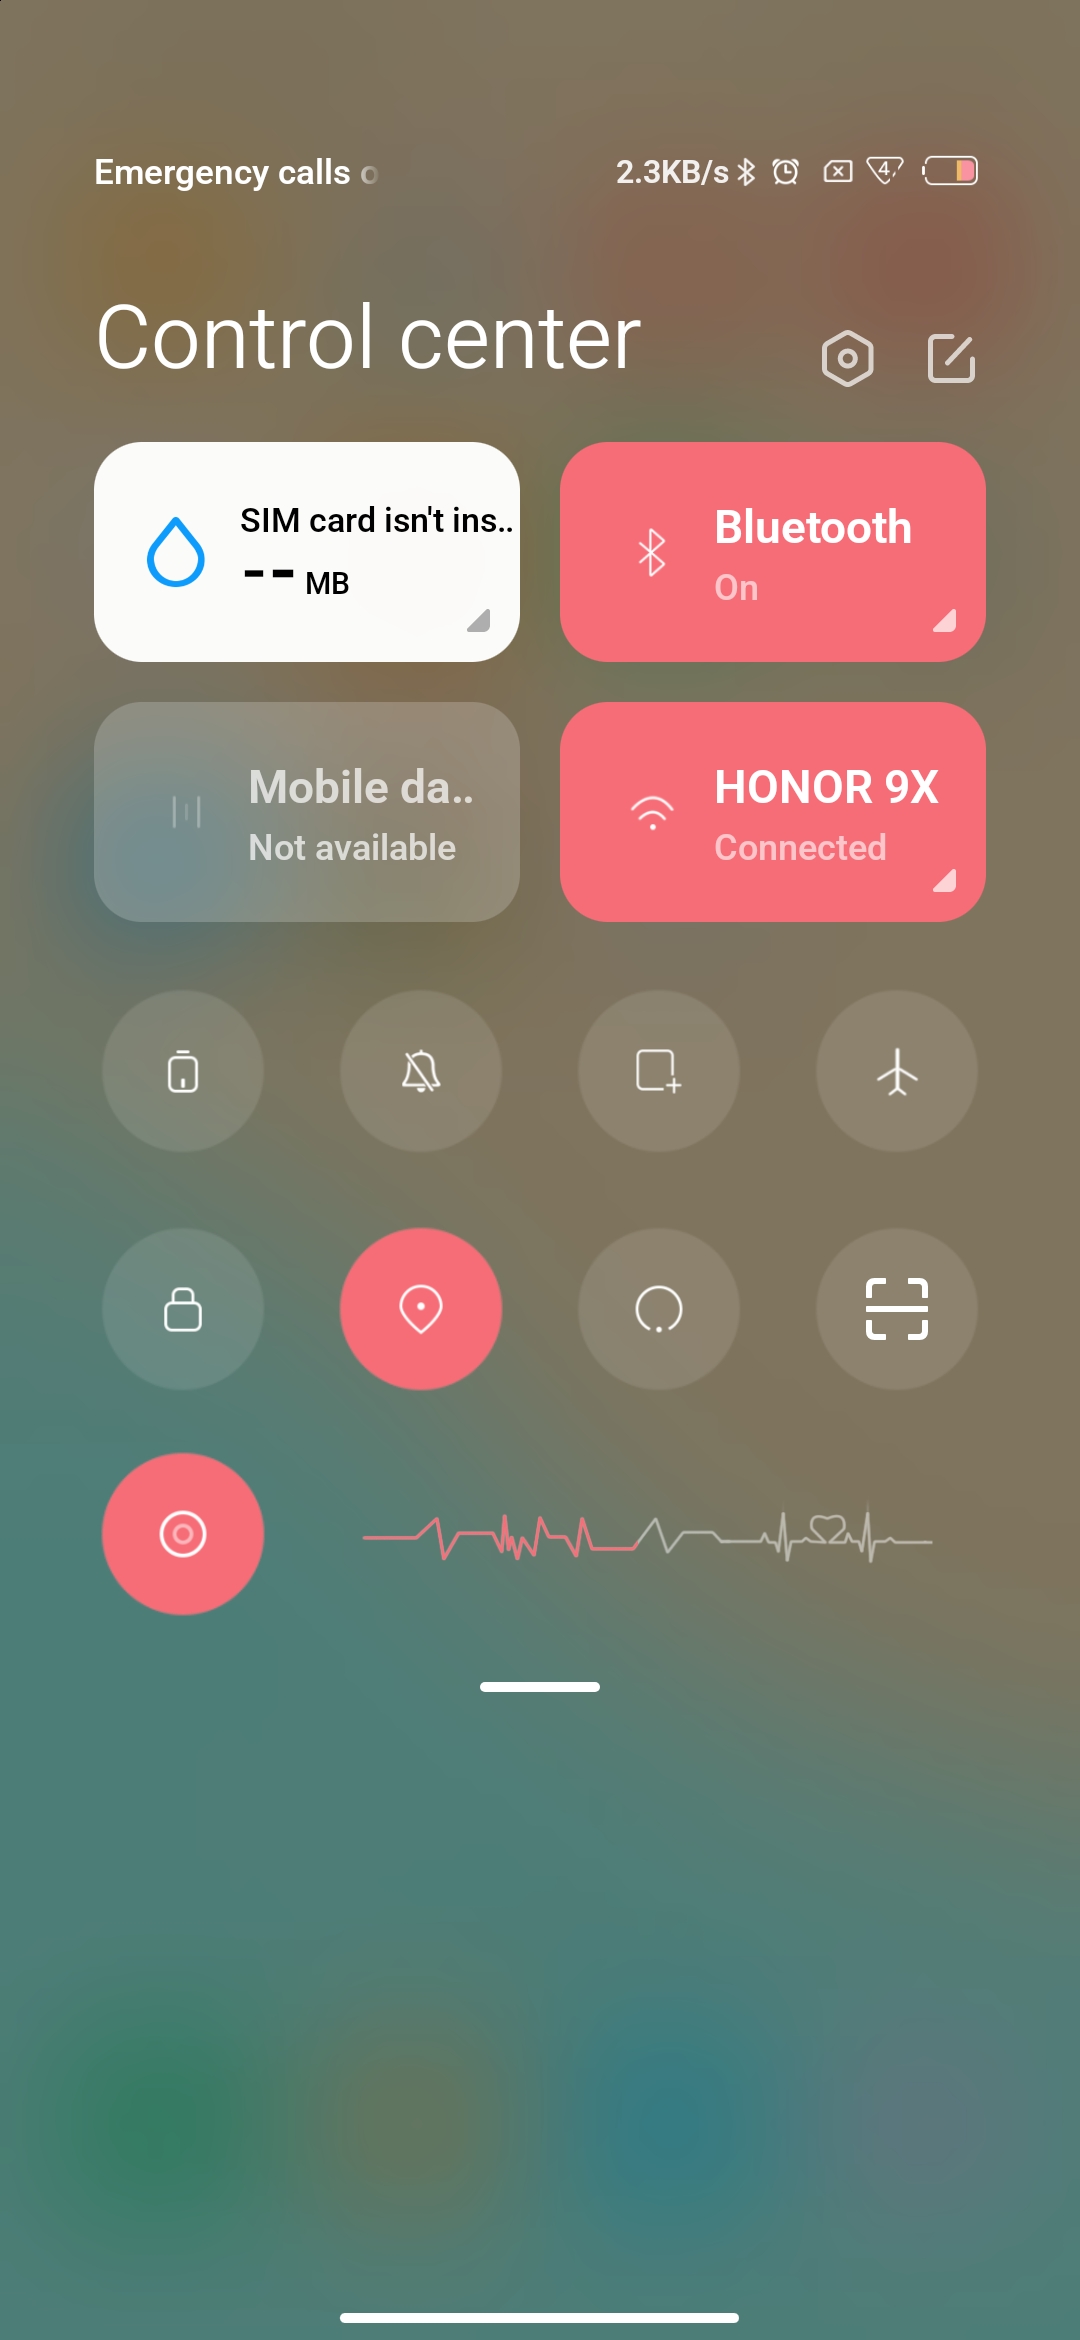 Emergency calls o
2.3KB/s
4
Control center
SIM card isn't ins..
-- MB
Bluetooth
On
Mobile da..
Not available
HONOR 9X
Connected